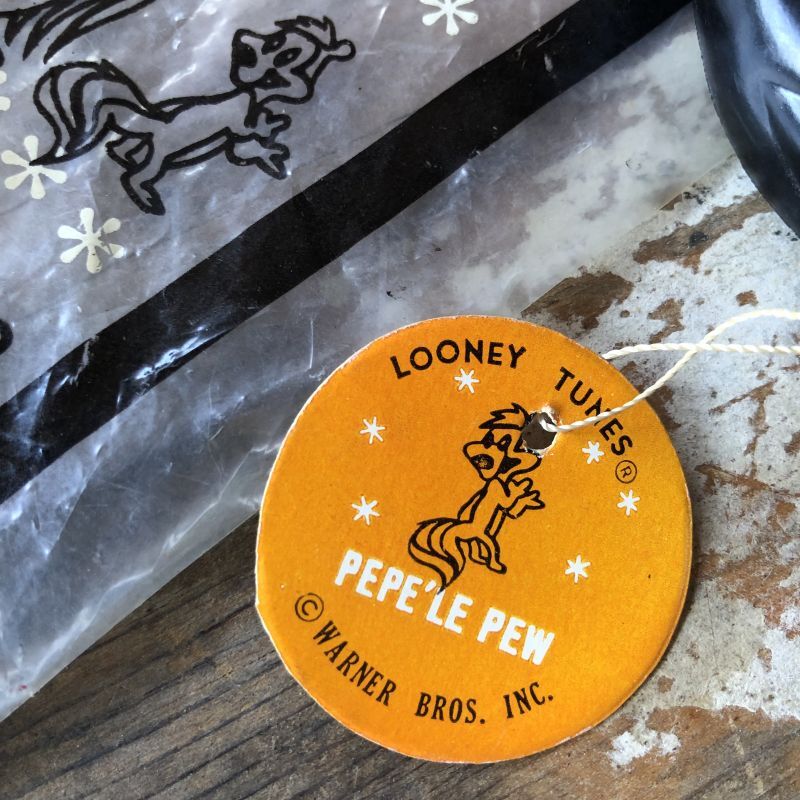 LOONEY TUNES®
PEPE'LE PEW
© WARNER BROS. INC.